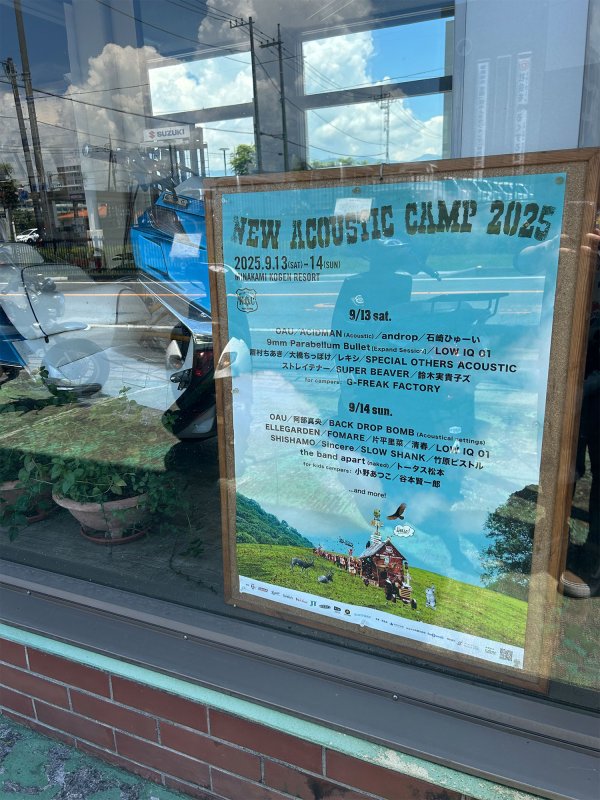 SUZUKI
NEW ACOUSTIC CAMP 2025
2025.9.13(SAT)-14(SUN)
MINAKAMI KOGEN RESORT
9/13 sat.
OAU/ACIDMAN(Acoustic)/androp/石崎ひゅーい
9mm Parabellum Bullet(Expand Session)/LOW IQ 01
村ちあき/大橋ちっぽけ/レキシ/SPECIAL OTHERS ACOUSTIC
ストレイテナー/SUPER BEAVER/鈴木実貴子ズ
for campers: G-FREAK FACTORY
9/14 sun.
OAU/阿部真央/BACK DROP BOMB(Acoustical settings)
ELLEGARDEN/FOMARE/片平里菜/清春/LOW IQ 01
SHISHAMO/Sincere/SLOW SHANK/竹原ピストル
the band apart(naked)/トータス松本
for kids campers: 小野あつこ/谷本賢一郎
...and more!